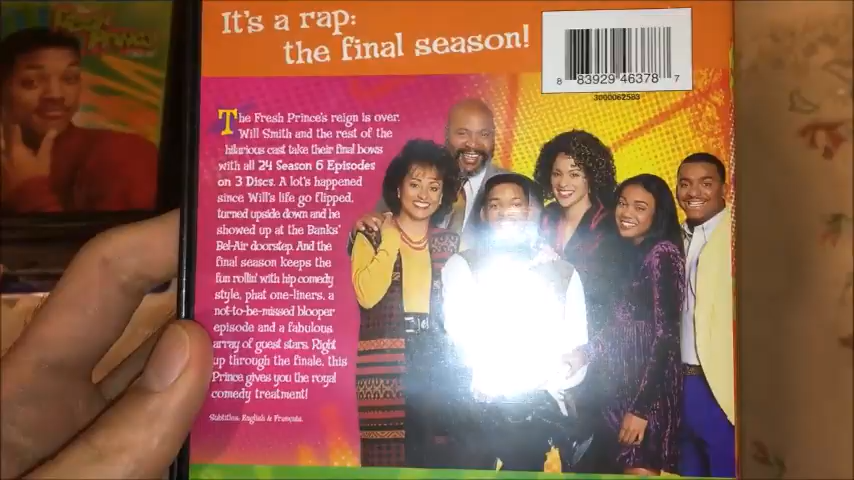 It's a rap:
the final season!
8 83929 46378 7
3000062583
The Fresh Prince's reign is over.
Will Smith and the rest of the
hilarious cast take their final bows
with all 24 Season 6 Episodes
on 3 Discs. A lot's happened
since Will's life go flipped,
turned upside down and he
showed up at the Banks'
Bel-Air doorstep. And the
final season keeps the
fun rollin' with hip comedy
style, phat one-liners, a
not-to-be-missed blooper
episode and a fabulous
array of guest stars. Right
up through the finale, this
Prince gives you the royal
comedy treatment!
Subtitles: English & Français.